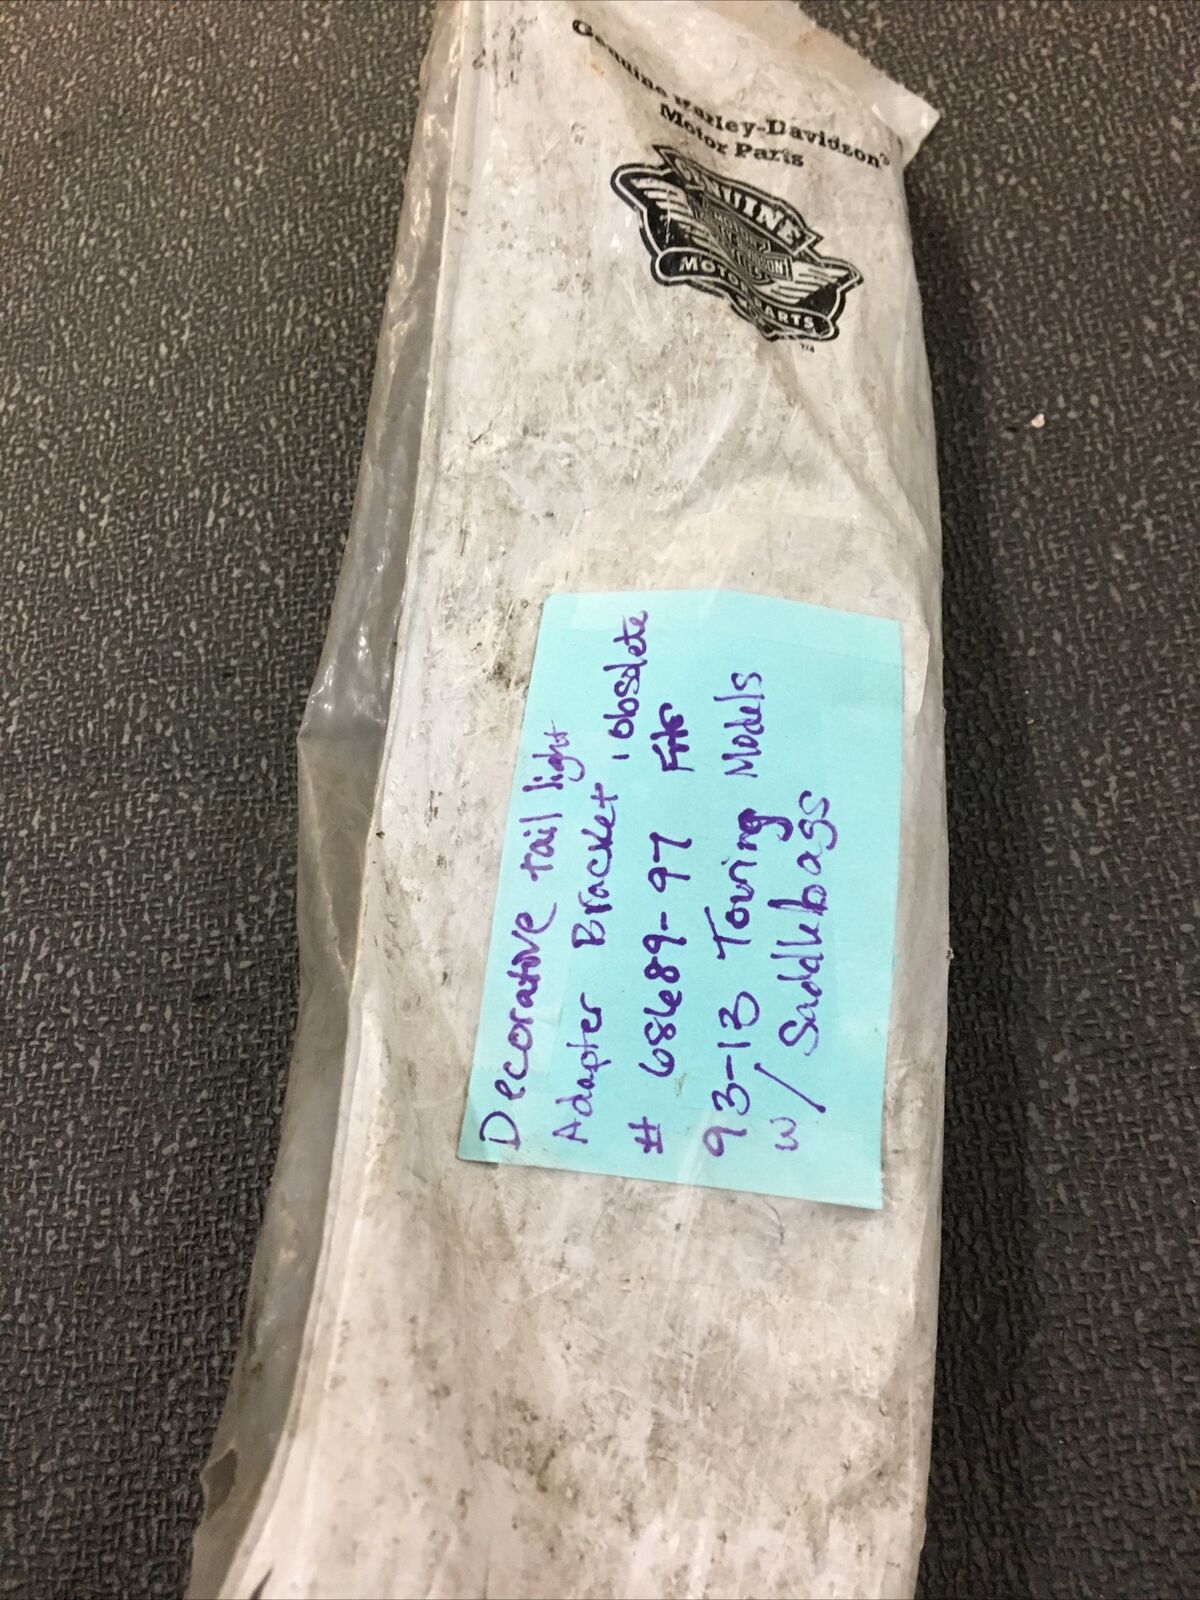 Genuine Harley-Davidson®
Motor Parts
GENUINE
MOTOR PARTS
TM
Decorative tail light
Adapter Bracket 'obsolete
# 68689-97 Fits
93-13 Touring Models
w/ Saddlebags